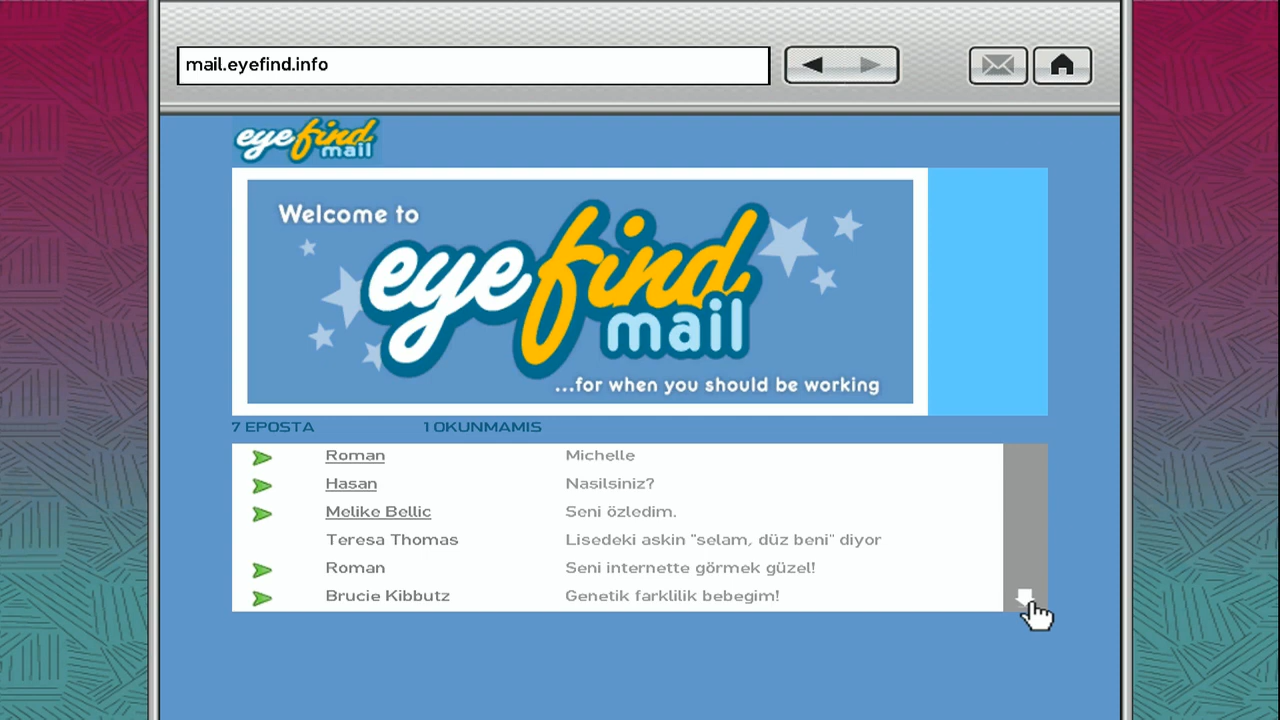 mail.eyefind.info
eyefind
mail
Welcome to
eyefind
mail
...for when you should be working
7 EPOSTA 1 OKUNMAMIS
Roman Michelle
Hasan Nasilsiniz?
Melike Bellic Seni özledim.
Teresa Thomas Lisedeki askin "selam, düz beni" diyor
Roman Seni internette görmek güzel!
Brucie Kibbutz Genetik farklilik bebegim!